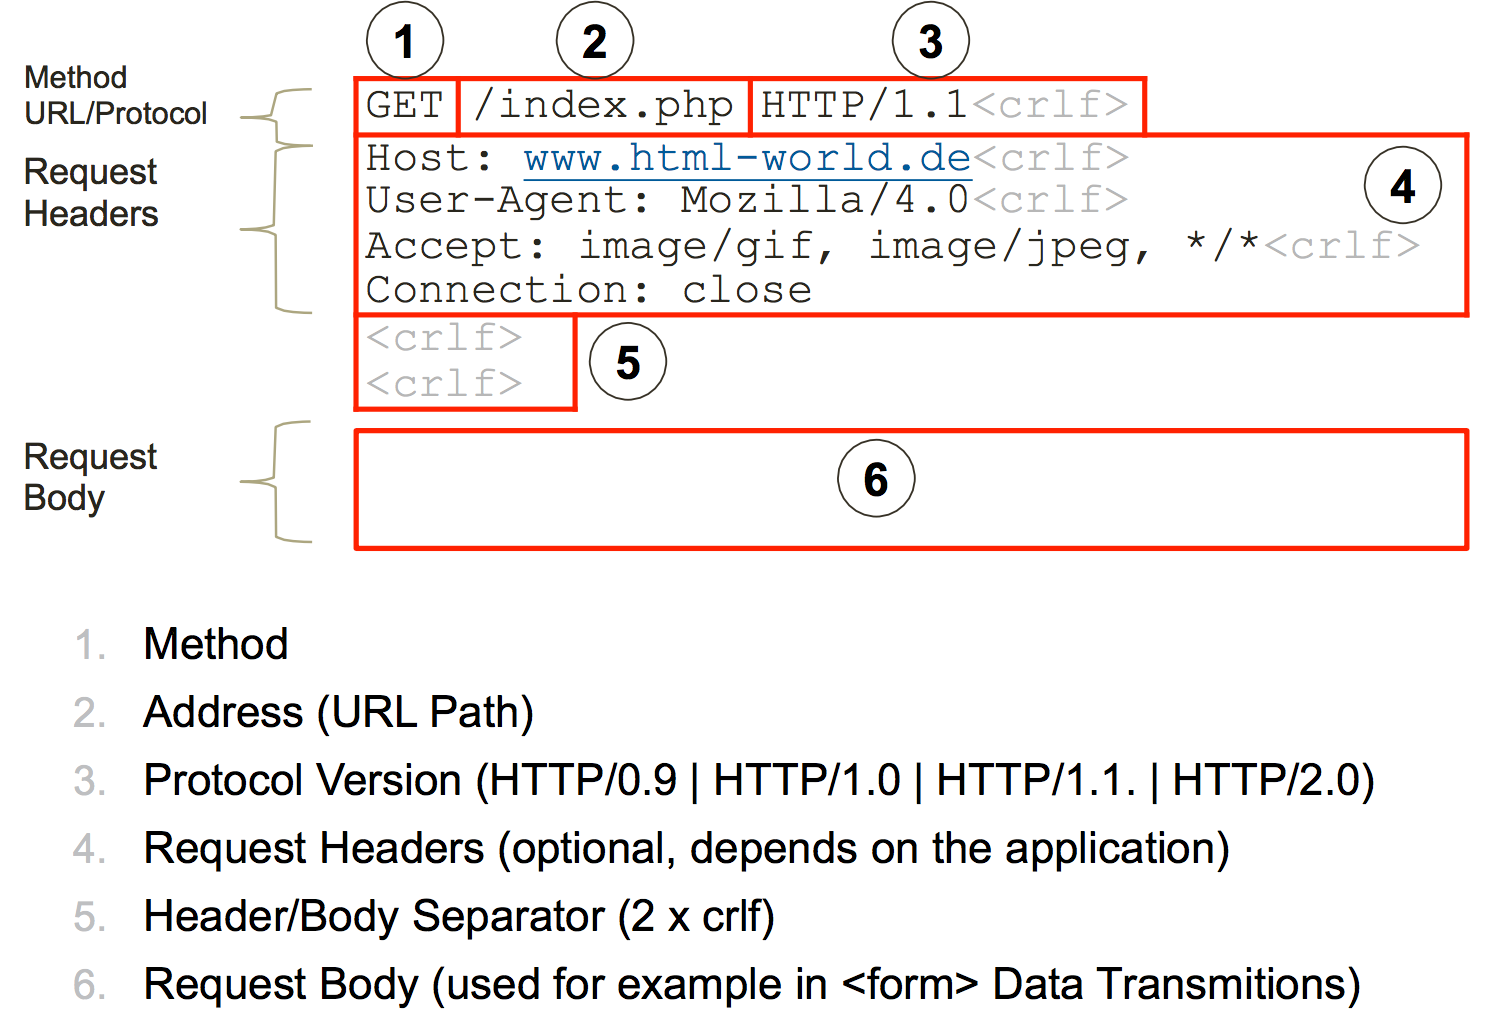 1 2 3
Method
URL/Protocol
GET /index.php HTTP/1.1<crlf>
Request
Headers
Host: www.html-world.de<crlf>
User-Agent: Mozilla/4.0<crlf>
Accept: image/gif, image/jpeg, */*<crlf>
Connection: close
4
<crlf>
<crlf>
5
Request
Body
6
1. Method
2. Address (URL Path)
3. Protocol Version (HTTP/0.9 | HTTP/1.0 | HTTP/1.1. | HTTP/2.0)
4. Request Headers (optional, depends on the application)
5. Header/Body Separator (2 x crlf)
6. Request Body (used for example in <form> Data Transmitions)